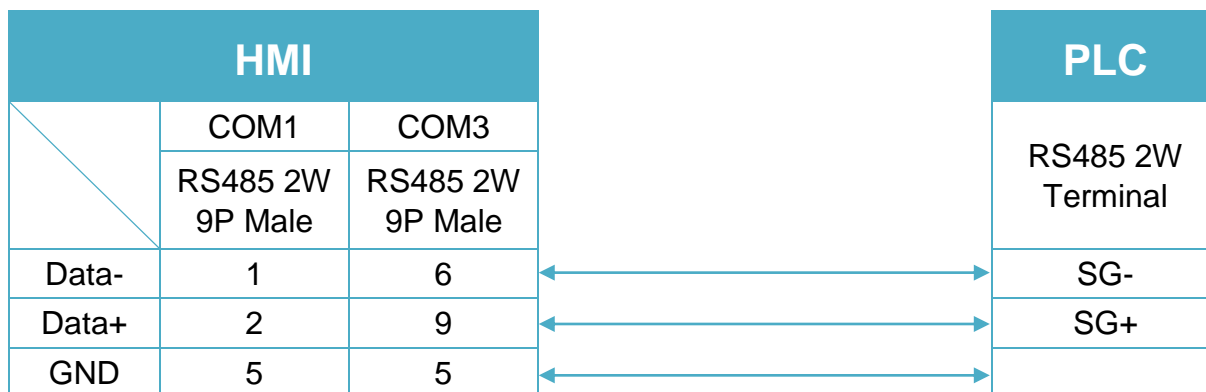 HMI PLC
COM1 COM3
RS485 2W
Terminal
RS485 2W RS485 2W
9P Male 9P Male
Data- 1 6 SG-
Data+ 2 9 SG+
GND 5 5